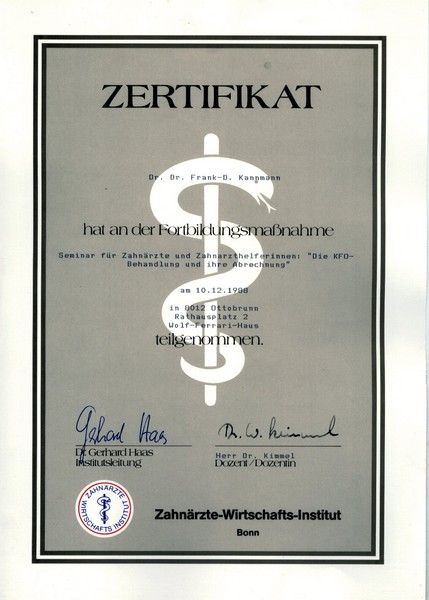 ZERTIFIKAT
Dr. Dr. Frank-D. Kannmann
hat an der Fortbildungsmaßnahme
Seminar für Zahnärzte und Zahnarzthelferinnen: "Die KFO-
Behandlung und ihre Abrechnung"
am 10.12.1988
in 8012 Ottobrunn
Rathausplatz 2
Wolf-Ferrari-Haus
teilgenommen.
Gerhard Haas
Dr. W. Kimmel
Dr. Gerhard Haas
Institutsleitung
Herr Dr. Kimmel
Dozent/Dozentin
ZAHNÄRZTE
WIRTSCHAFTS INSTITUT
Zahnärzte-Wirtschafts-Institut
Bonn